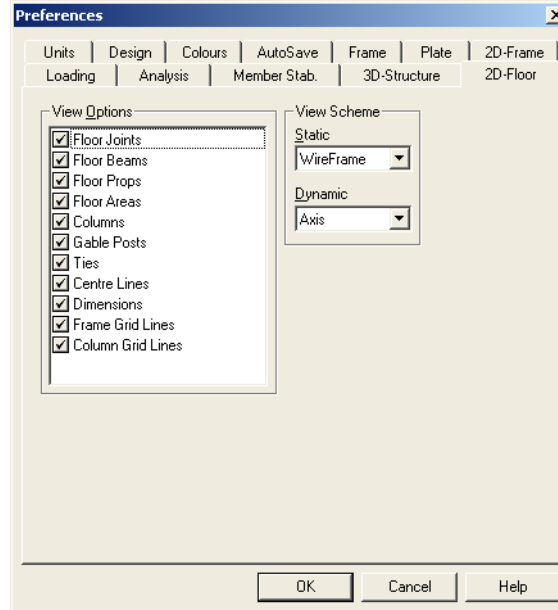 Preferences
Units Design Colours AutoSave Frame Plate 2D-Frame
Loading Analysis Member Stab. 3D-Structure 2D-Floor
View Options
Floor Joints
Floor Beams
Floor Props
Floor Areas
Columns
Gable Posts
Ties
Centre Lines
Dimensions
Frame Grid Lines
Column Grid Lines
View Scheme
Static
WireFrame
Dynamic
Axis
OK Cancel Help